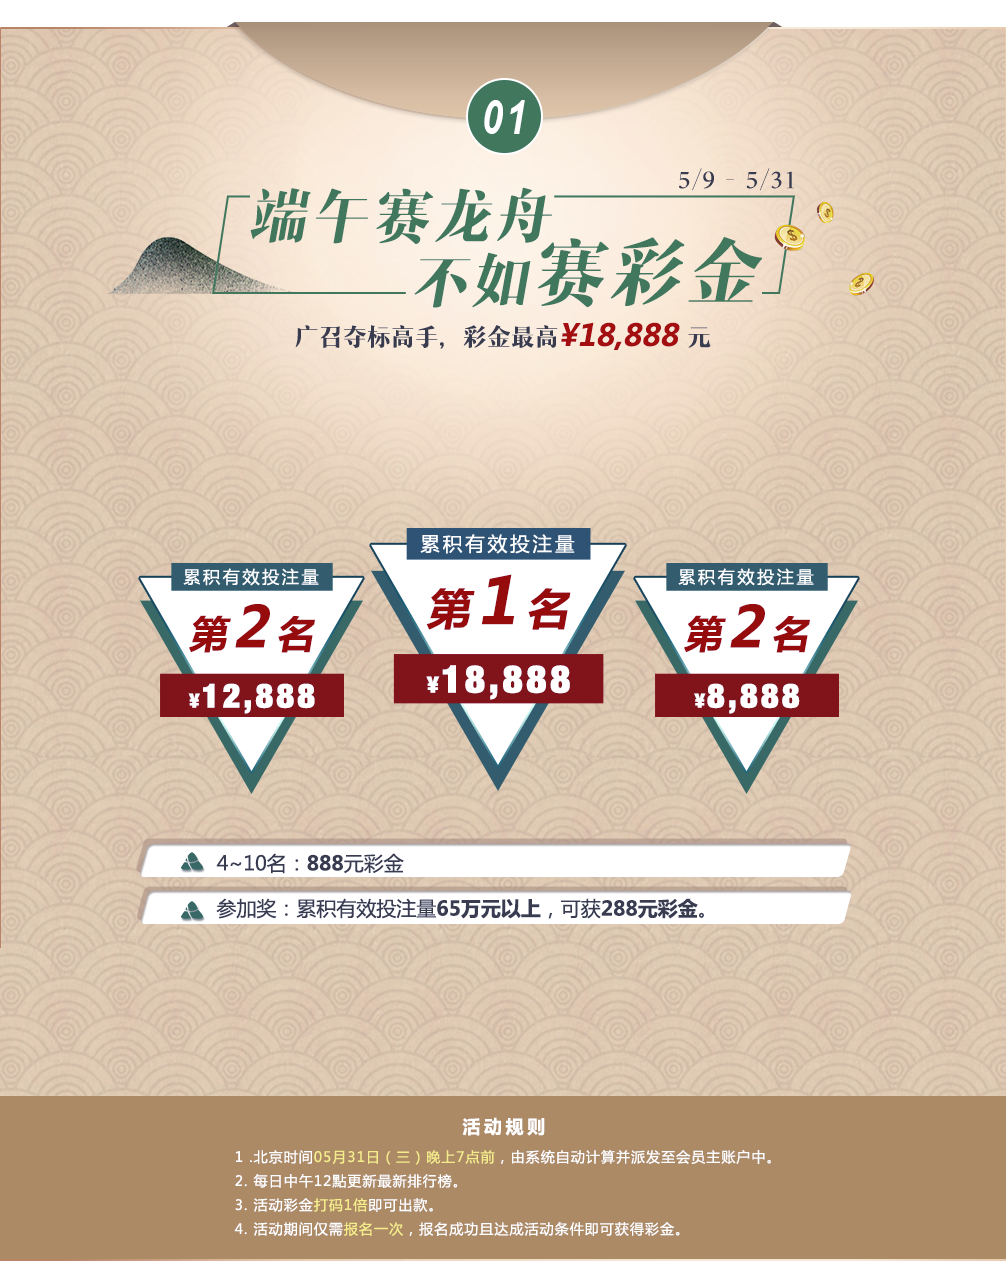 01
5/9 - 5/31
端午赛龙舟
不如赛彩金
广召夺标高手，彩金最高¥18,888 元
累积有效投注量
第2名
¥12,888
累积有效投注量
第1名
¥18,888
累积有效投注量
第2名
¥8,888
4~10名：888元彩金
参加奖：累积有效投注量65万元以上，可获288元彩金。
活动规则
1 .北京时间05月31日（三）晚上7点前，由系统自动计算并派发至会员主账户中。
2. 每日中午12點更新最新排行榜。
3. 活动彩金打码1倍即可出款。
4. 活动期间仅需报名一次，报名成功且达成活动条件即可获得彩金。